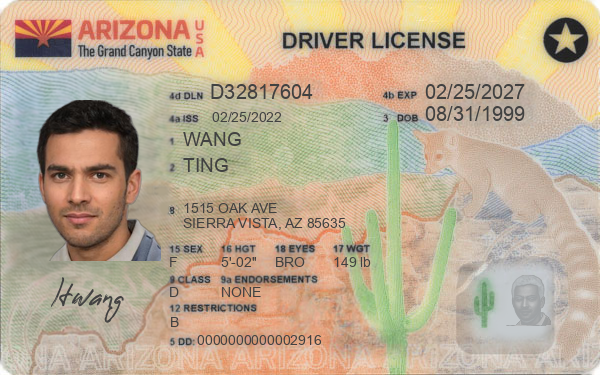 ARIZONA USA
The Grand Canyon State
DRIVER LICENSE
4d DLN D32817604
4b EXP 02/25/2027
4a ISS 02/25/2022
3 DOB 08/31/1999
1 WANG
2 TING
8 1515 OAK AVE
SIERRA VISTA, AZ 85635
15 SEX 16 HGT 18 EYES 17 WGT
F 5'-02" BRO 149 lb
9 CLASS 9a ENDORSEMENTS
D NONE
12 RESTRICTIONS
B
5 DD: 0000000000002916
Hwang
ARIZONA ARIZONA ARIZONA ARIZONA